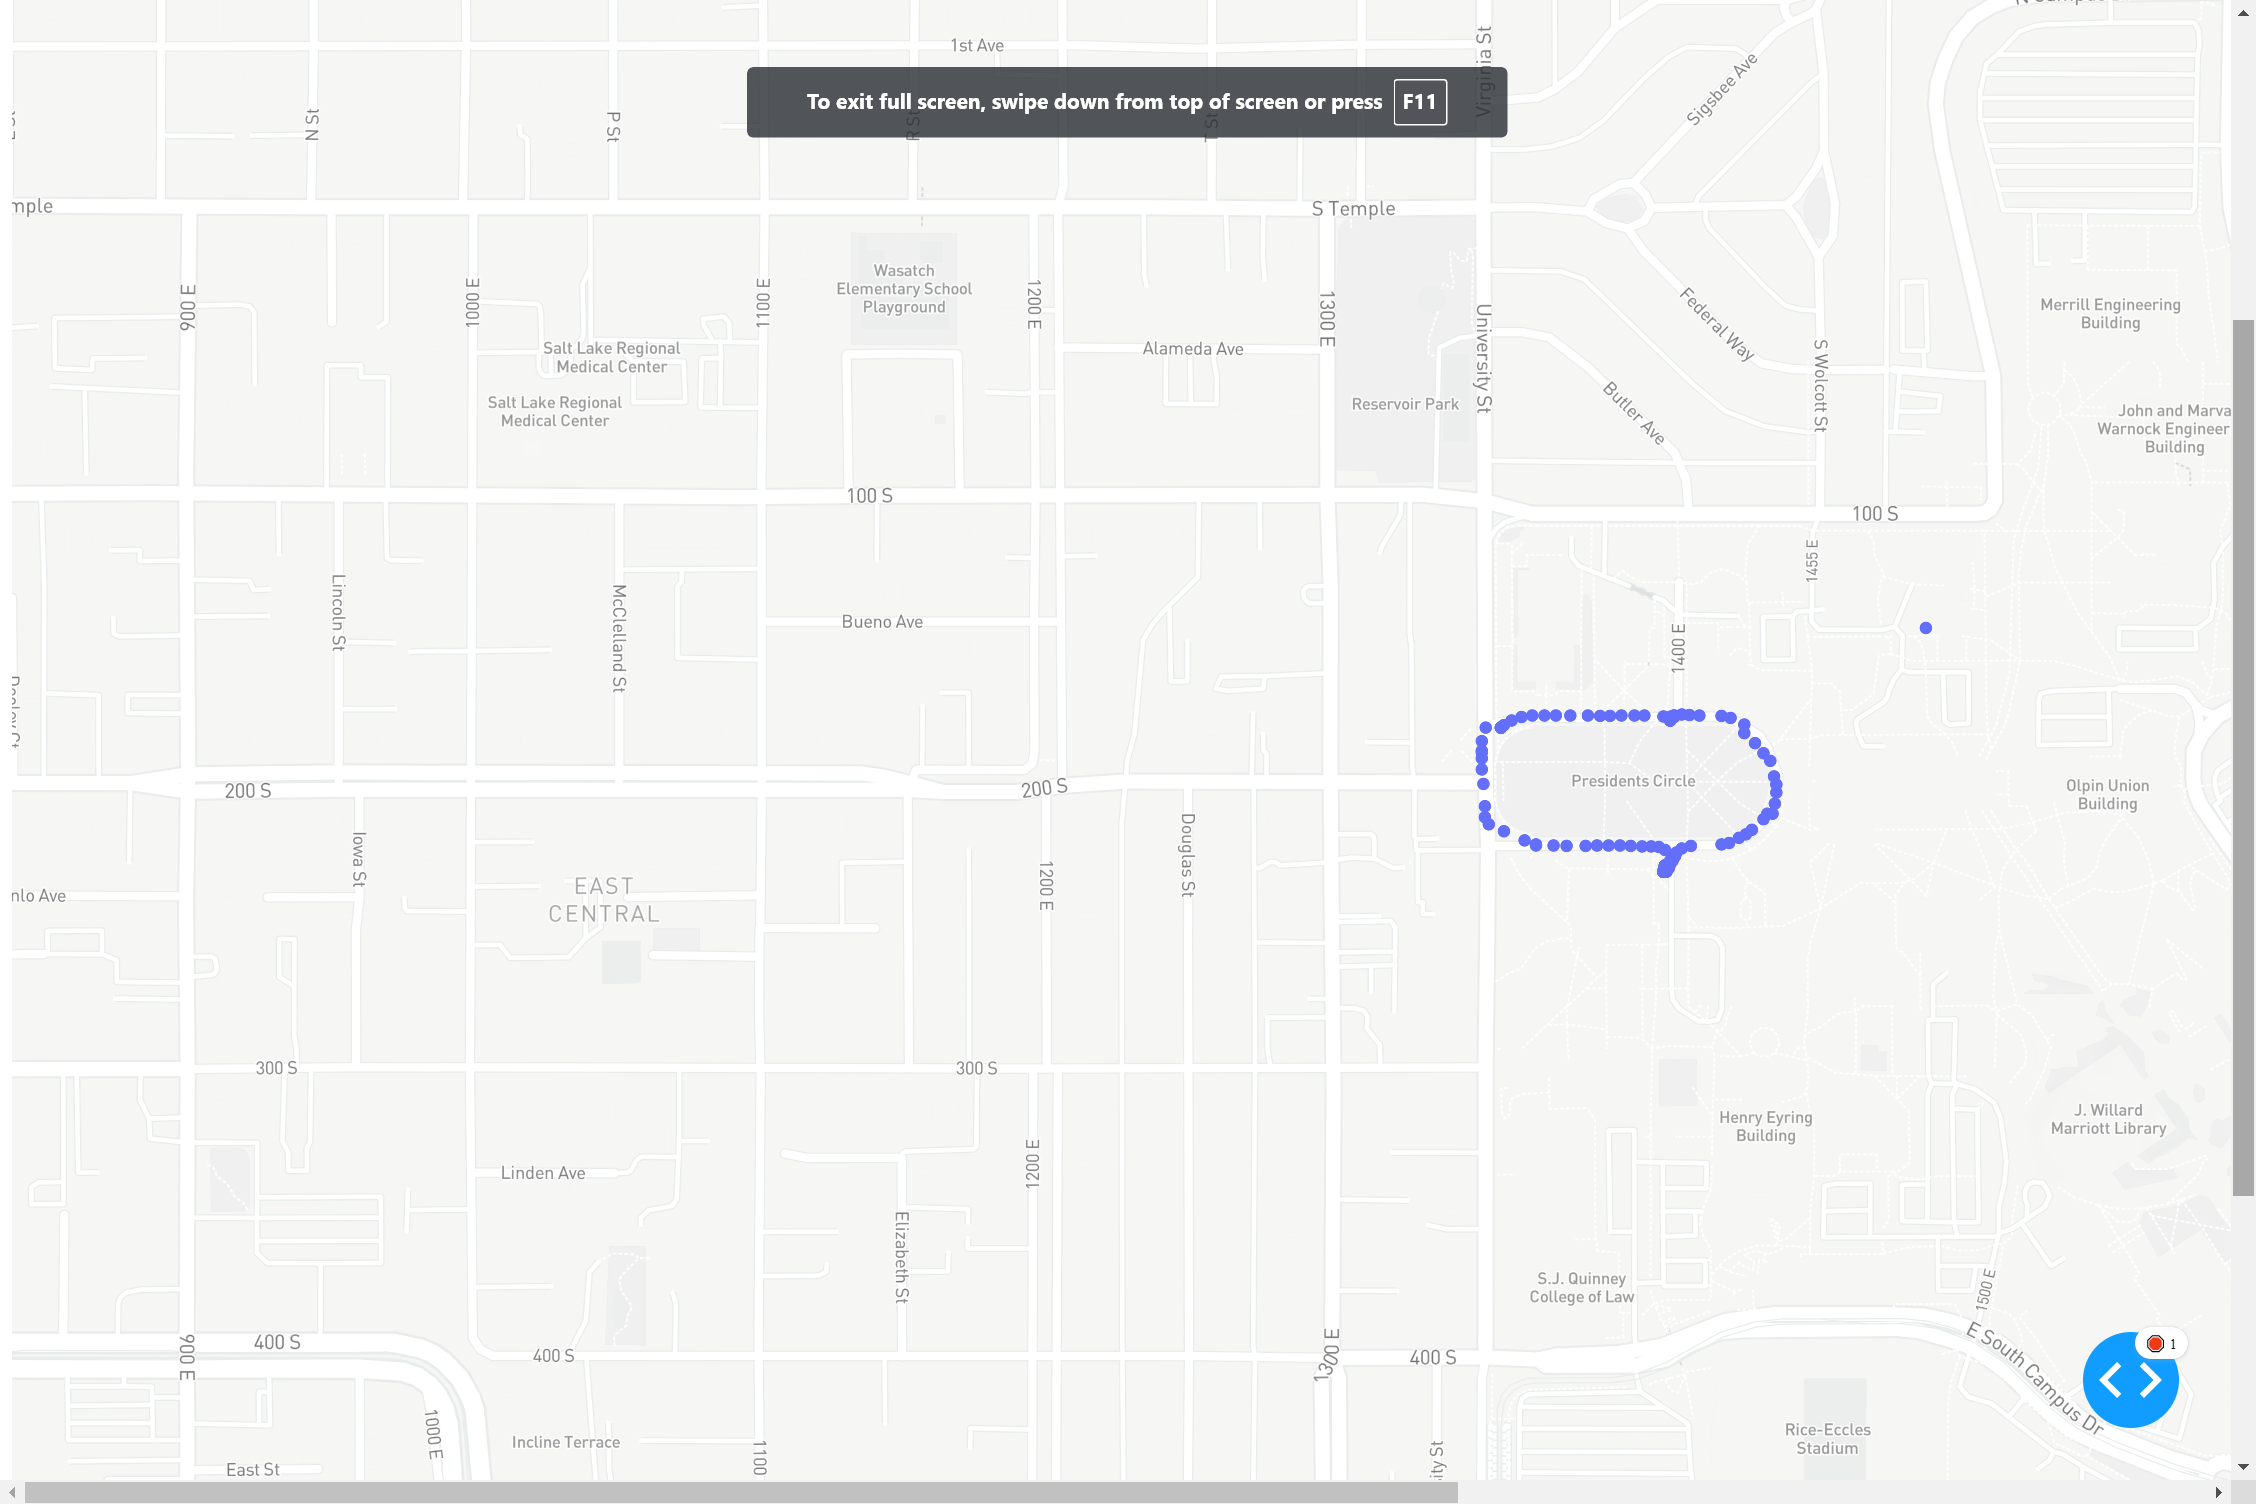 1st Ave
To exit full screen, swipe down from top of screen or press F11
Virginia St
Sigsbee Ave
N St
P St
R St
T St
S Temple
Wasatch
Elementary School
Playground
900 E
1000 E
1100 E
1200 E
1300 E
University St
Federal Way
Merrill Engineering
Building
Salt Lake Regional
Medical Center
Alameda Ave
S Wolcott St
Salt Lake Regional
Medical Center
Reservoir Park
Butler Ave
John and Marva
Warnock Engineer
Building
100 S
100 S
1455 E
Lincoln St
McClelland St
Bueno Ave
1400 E
200 S
200 S
Presidents Circle
Olpin Union
Building
Iowa St
Douglas St
1200 E
nlo Ave
EAST
CENTRAL
300 S
300 S
Henry Eyring
Building
J. Willard
Marriott Library
Linden Ave
1200 E
Elizabeth St
S.J. Quinney
College of Law
1500 E
900 E
400 S
400 S
1300 E
400 S
E South Campus Dr
1
1000 E
Incline Terrace
1100
ity St
Rice-Eccles
Stadium
East St